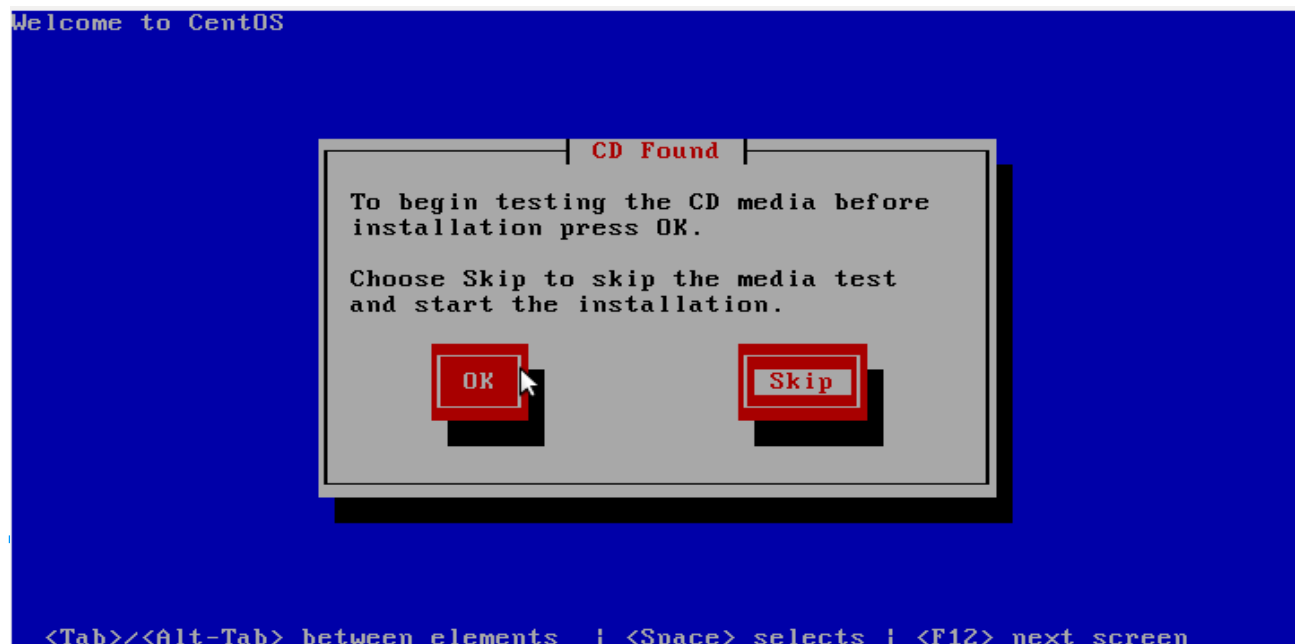 Welcome to CentOS
CD Found
To begin testing the CD media before
installation press OK.
Choose Skip to skip the media test
and start the installation.
OK
Skip
<Tab>/<Alt-Tab> between elements | <Space> selects | <F12> next screen